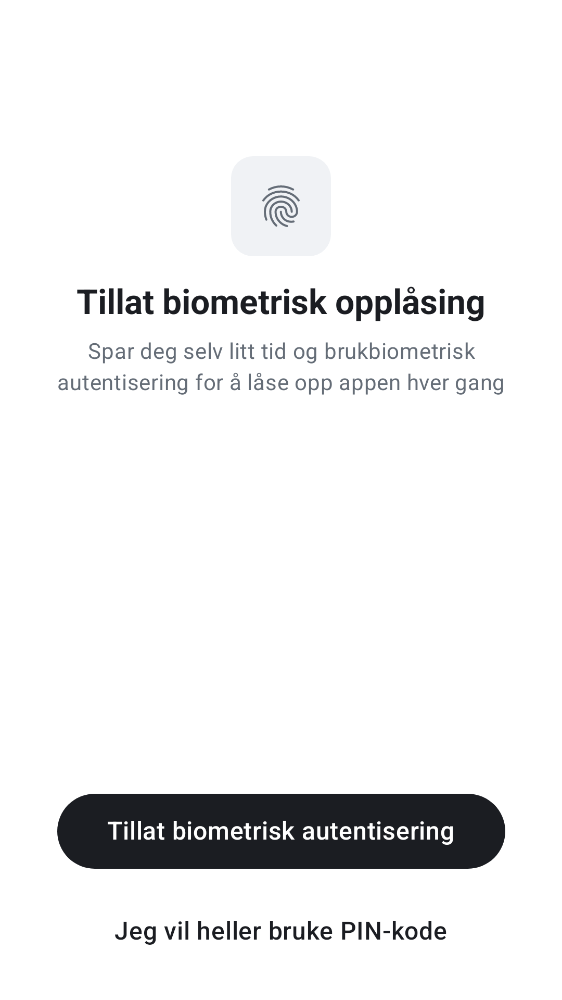 Tillat biometrisk opplåsing
Spar deg selv litt tid og brukbiometrisk
autentisering for å låse opp appen hver gang
Tillat biometrisk autentisering
Jeg vil heller bruke PIN-kode